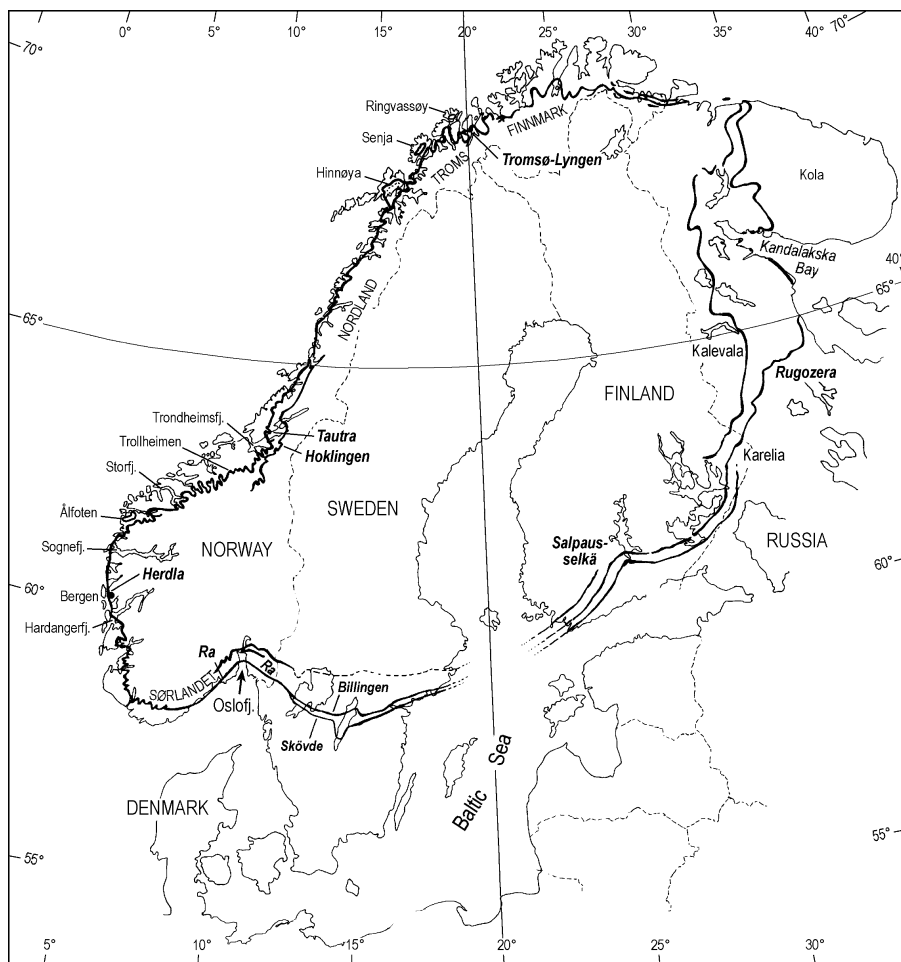 0°
5°
10°
15°
20°
25°
30°
35°
40°
70°
70°
Ringvassøy
Senja
Hinnøya
TROMS
FINNMARK
Tromsø-Lyngen
Kola
Kandalakska
Bay
40°
65°
65°
NORDLAND
Kalevala
Rugozera
FINLAND
Trondheimsfj.
Trollheimen
Storfj.
Ålfoten
Tautra
Hoklingen
Karelia
SWEDEN
NORWAY
Salpaus-
selkä
RUSSIA
Sognefj.
Herdla
60°
60°
Bergen
Hardangerfj.
Ra
Ra
SØRLANDET
Oslofj.
Billingen
Skövde
Baltic Sea
DENMARK
55°
55°
5°
10°
15°
20°
25°
30°